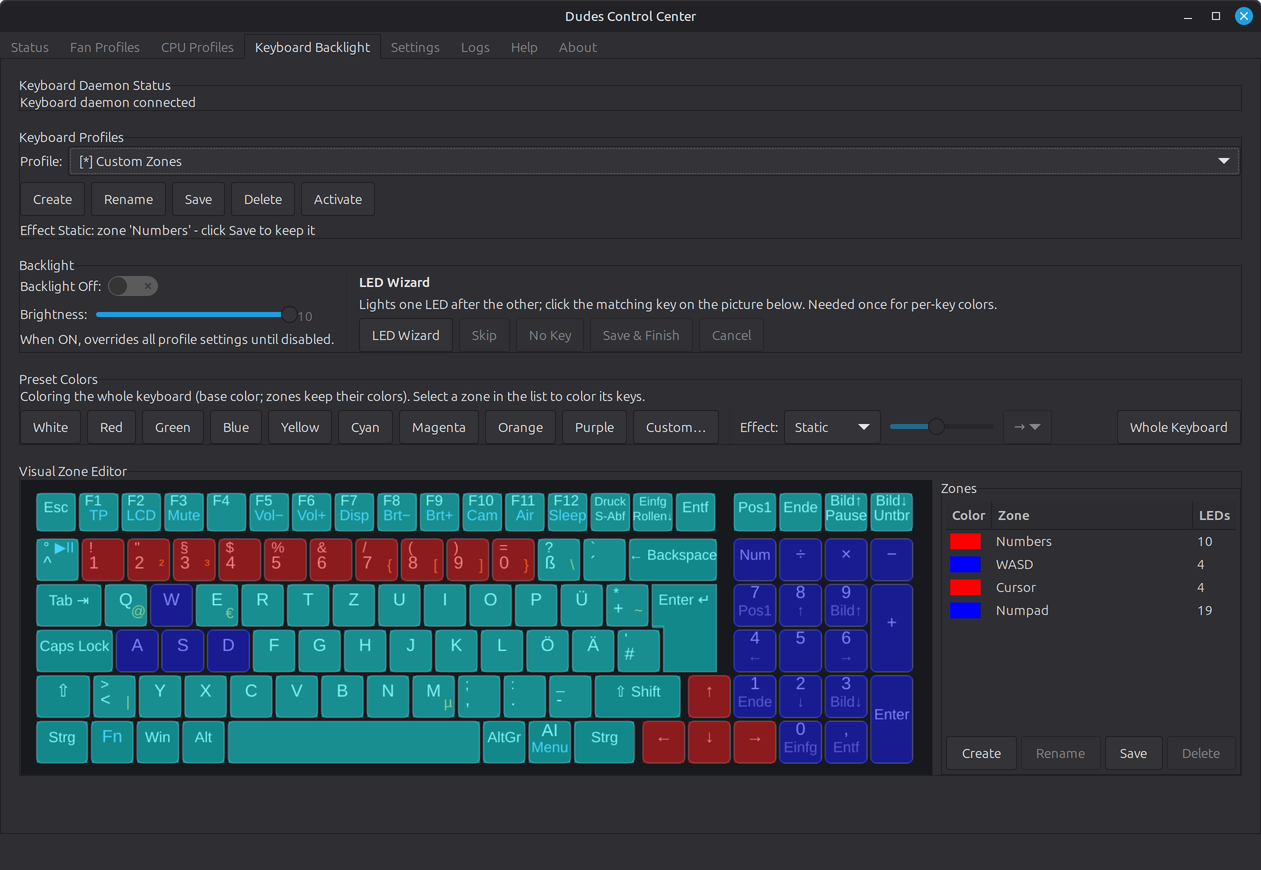 Dudes Control Center
Status Fan Profiles CPU Profiles Keyboard Backlight Settings Logs Help About
Keyboard Daemon Status
Keyboard daemon connected
Keyboard Profiles
Profile: [*] Custom Zones
Create Rename Save Delete Activate
Effect Static: zone 'Numbers' - click Save to keep it
Backlight
Backlight Off:
Brightness: 10
When ON, overrides all profile settings until disabled.
LED Wizard
Lights one LED after the other; click the matching key on the picture below. Needed once for per-key colors.
LED Wizard Skip No Key Save & Finish Cancel
Preset Colors
Coloring the whole keyboard (base color; zones keep their colors). Select a zone in the list to color its keys.
White Red Green Blue Yellow Cyan Magenta Orange Purple Custom... Effect: Static → Whole Keyboard
Visual Zone Editor
Esc F1 F2 F3 F4 F5 F6 F7 F8 F9 F10 F11 F12 Druck Einfg Entf Pos1 Ende Bild↑ Bild↓
TP LCD Mute Vol− Vol+ Disp Brt− Brt+ Cam Air Sleep S-Abf Rollen↓ Pause Untbr
° ▶II ! " § $ % & / ( ) = ? ` ← Backspace Num ÷ × −
^ 1 2 ² 3 ³ 4 5 6 7 { 8 [ 9 ] 0 } ß \ ´
Tab ⇥ Q @ W E € R T Z U I O P Ü * + ~ Enter ↵ 7 8 9 +
Pos1 ↑ Bild↑
Caps Lock A S D F G H J K L Ö Ä ' # 4 5 6
← →
⇧ > < | Y X C V B N M µ ; , : . _ - ⇧ Shift ↑ 1 2 3 Enter
Ende ↓ Bild↓
Strg Fn Win Alt AltGr AI Strg ← ↓ → 0 ,
Menu Einfg Entf
Zones
Color Zone LEDs
Numbers 10
WASD 4
Cursor 4
Numpad 19
Create Rename Save Delete